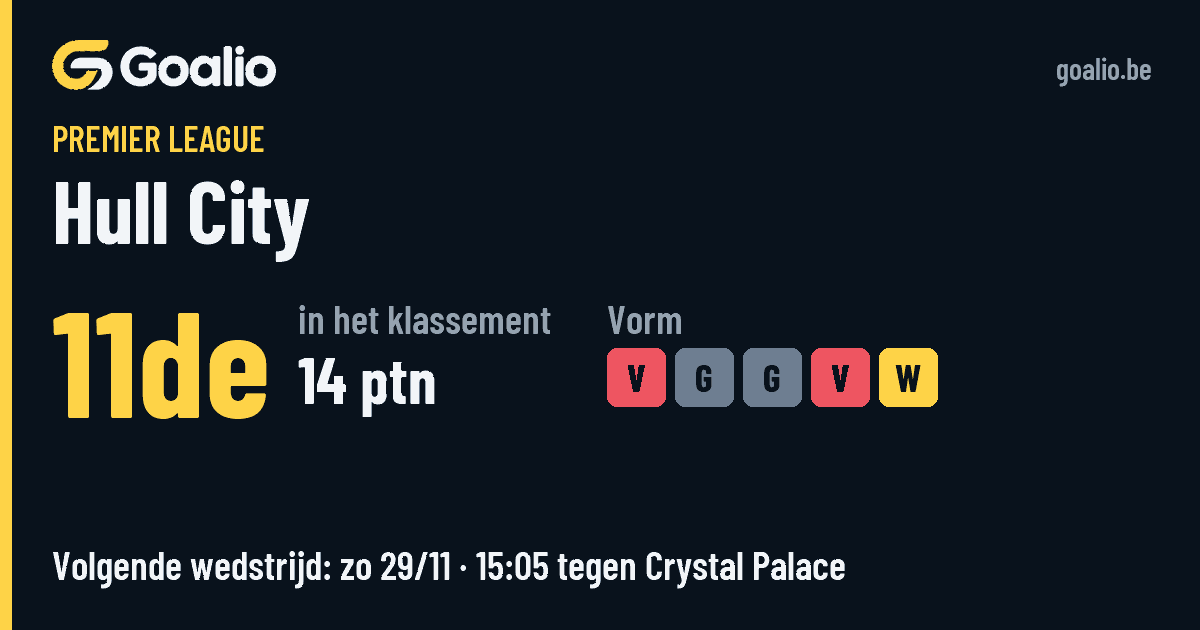 Goalio
goalio.be
PREMIER LEAGUE
Hull City
11de
in het klassement
14 ptn
Vorm
V G G V W
Volgende wedstrijd: zo 29/11 · 15:05 tegen Crystal Palace